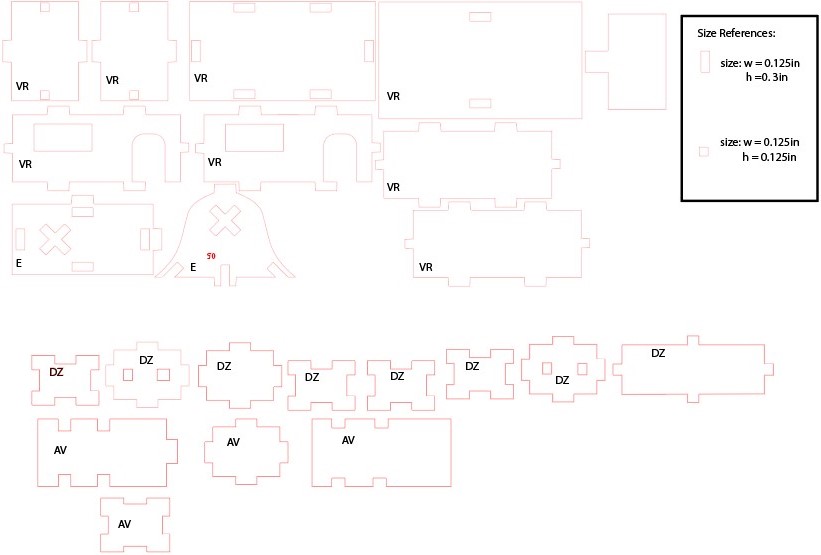 Size References:
size: w = 0.125in
h =0.3in
size: w = 0.125in
h = 0.125in
VR
VR
VR
VR
VR
VR
VR
E
E
VR
DZ
DZ
DZ
DZ
DZ
DZ
DZ
DZ
AV
AV
AV
AV